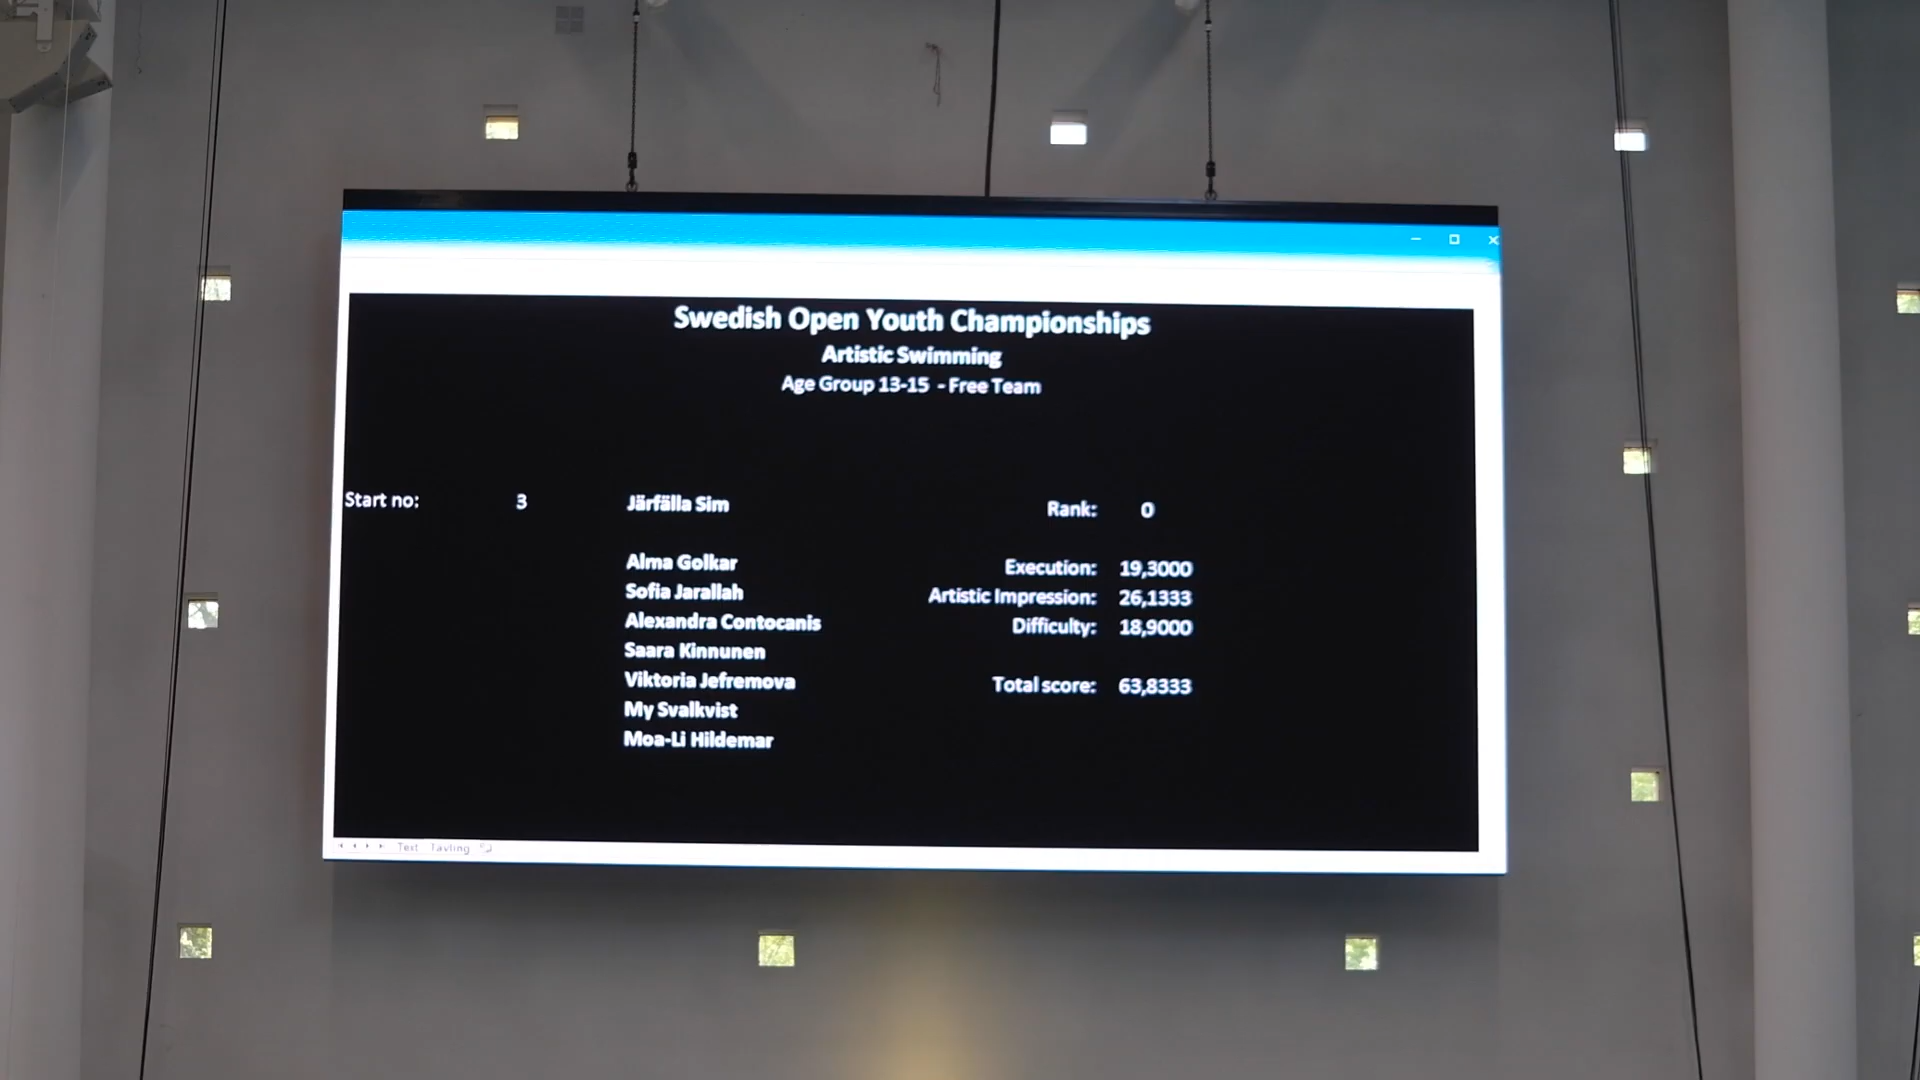 Swedish Open Youth Championships
Artistic Swimming
Age Group 13-15 - Free Team
Start no: 3 Järfälla Sim Rank: 0
Alma Golkar Execution: 19,3000
Sofia Jarallah Artistic Impression: 26,1333
Alexandra Contocanis Difficulty: 18,9000
Saara Kinnunen
Viktoria Jefremova Total score: 63,8333
My Svalkvist
Moa-Li Hildemar
Text Tävling